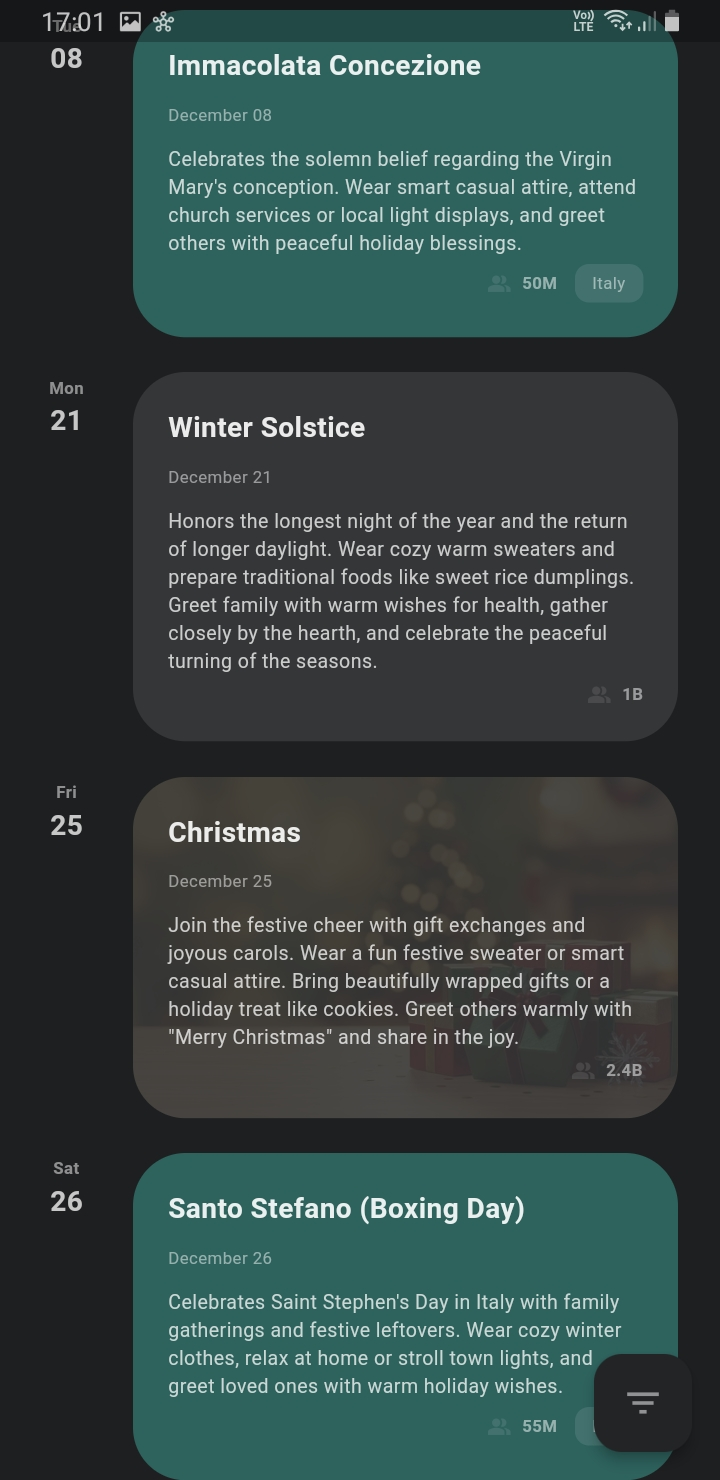 17:01
Vo))
LTE
Tue
08
Immacolata Concezione
December 08
Celebrates the solemn belief regarding the Virgin
Mary's conception. Wear smart casual attire, attend
church services or local light displays, and greet
others with peaceful holiday blessings.
50M
Italy
Mon
21
Winter Solstice
December 21
Honors the longest night of the year and the return
of longer daylight. Wear cozy warm sweaters and
prepare traditional foods like sweet rice dumplings.
Greet family with warm wishes for health, gather
closely by the hearth, and celebrate the peaceful
turning of the seasons.
1B
Fri
25
Christmas
December 25
Join the festive cheer with gift exchanges and
joyous carols. Wear a fun festive sweater or smart
casual attire. Bring beautifully wrapped gifts or a
holiday treat like cookies. Greet others warmly with
"Merry Christmas" and share in the joy.
2.4B
Sat
26
Santo Stefano (Boxing Day)
December 26
Celebrates Saint Stephen's Day in Italy with family
gatherings and festive leftovers. Wear cozy winter
clothes, relax at home or stroll town lights, and
greet loved ones with warm holiday wishes.
55M